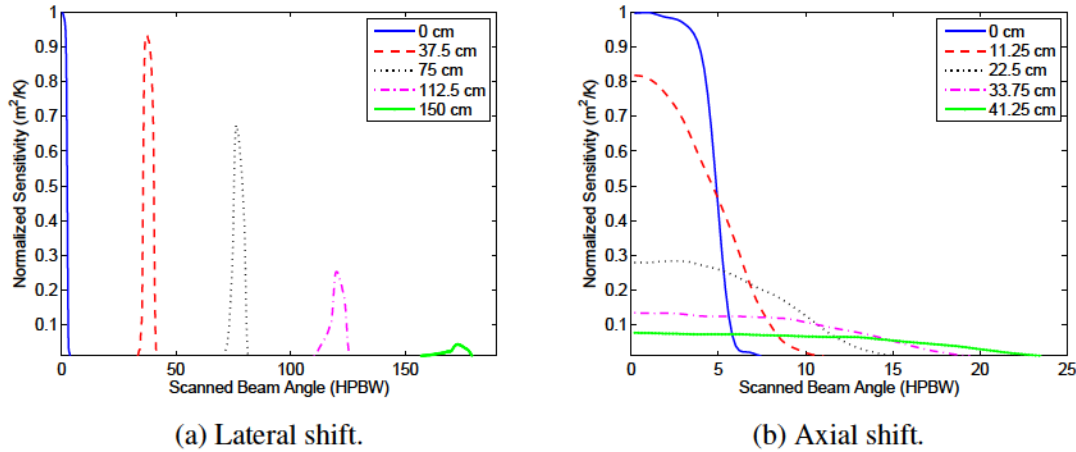 1
0.9
0.8
0.7
0.6
0.5
0.4
0.3
0.2
0.1
Normalized Sensitivity (m²/K)
0 cm
37.5 cm
75 cm
112.5 cm
150 cm
0 50 100 150
Scanned Beam Angle (HPBW)
(a) Lateral shift.
1
0.9
0.8
0.7
0.6
0.5
0.4
0.3
0.2
0.1
Normalized Sensitivity (m²/K)
0 cm
11.25 cm
22.5 cm
33.75 cm
41.25 cm
0 5 10 15 20 25
Scanned Beam Angle (HPBW)
(b) Axial shift.